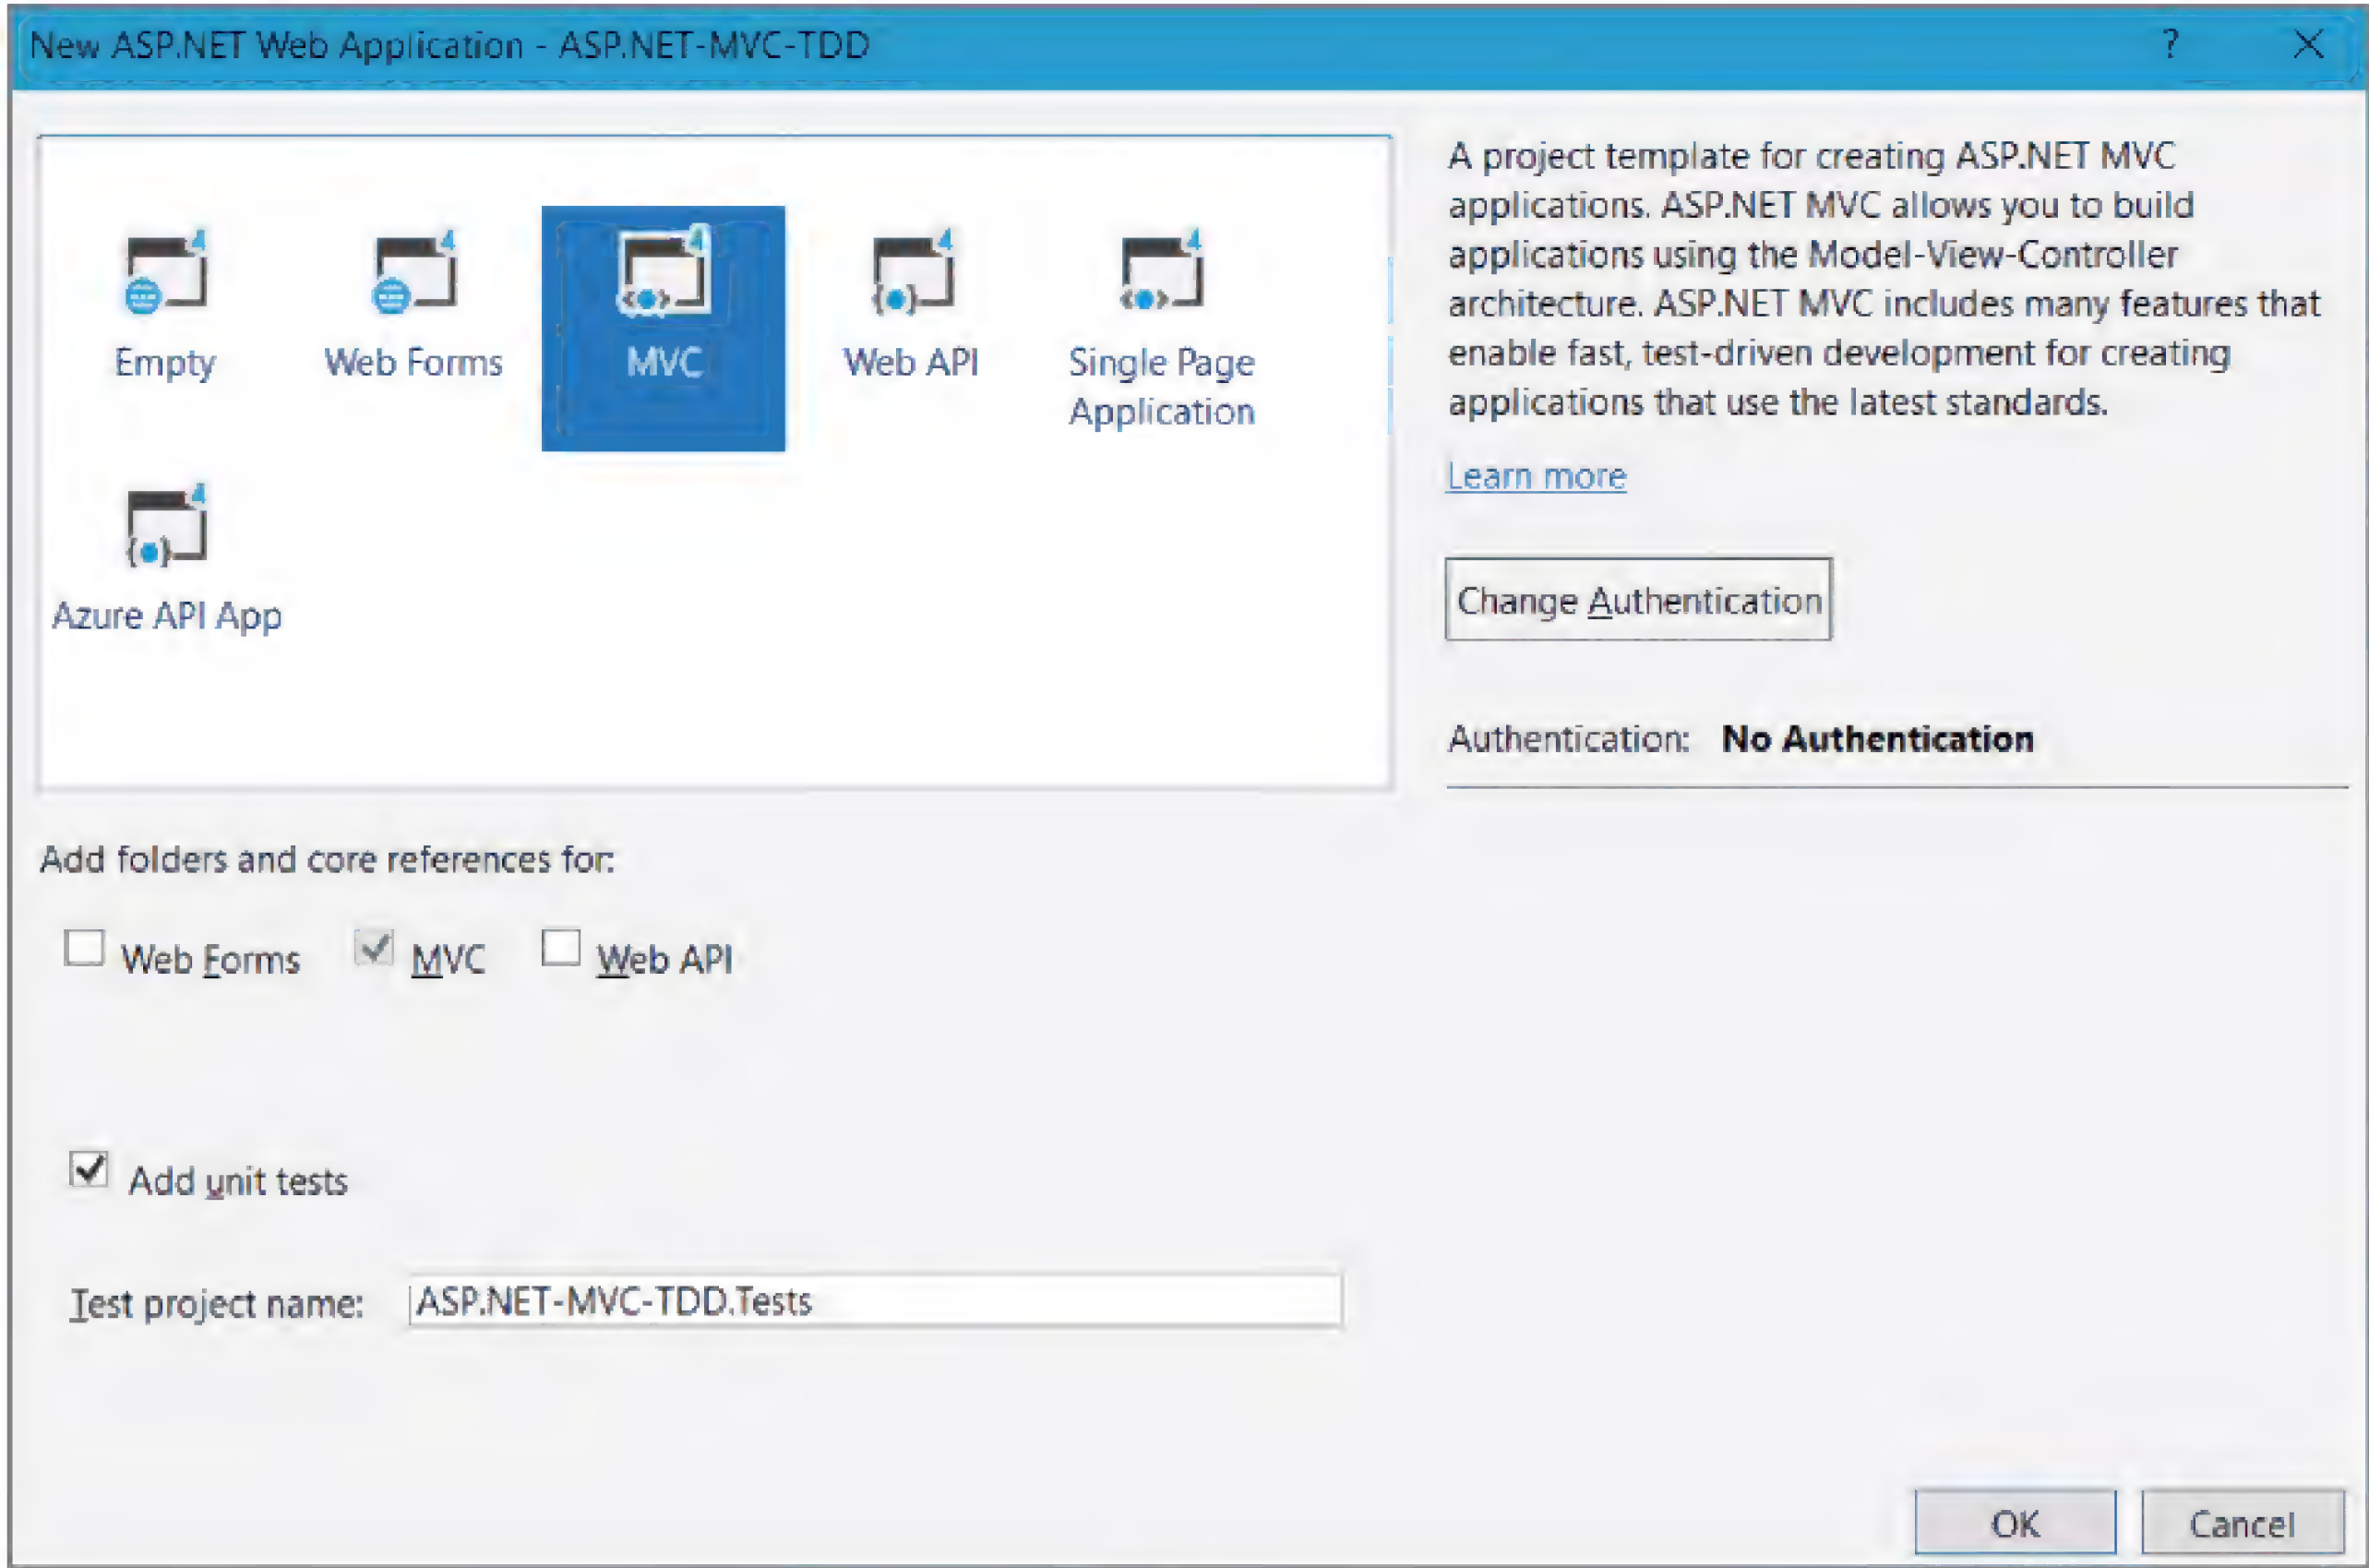 New ASP.NET Web Application - ASP.NET-MVC-TDD ? X
Empty
Web Forms
MVC
Web API
Single Page
Application
Azure API App
A project template for creating ASP.NET MVC
applications. ASP.NET MVC allows you to build
applications using the Model-View-Controller
architecture. ASP.NET MVC includes many features that
enable fast, test-driven development for creating
applications that use the latest standards.
Learn more
Change Authentication
Authentication: No Authentication
Add folders and core references for:
Web Forms MVC Web API
Add unit tests
Test project name: ASP.NET-MVC-TDD.Tests
OK Cancel